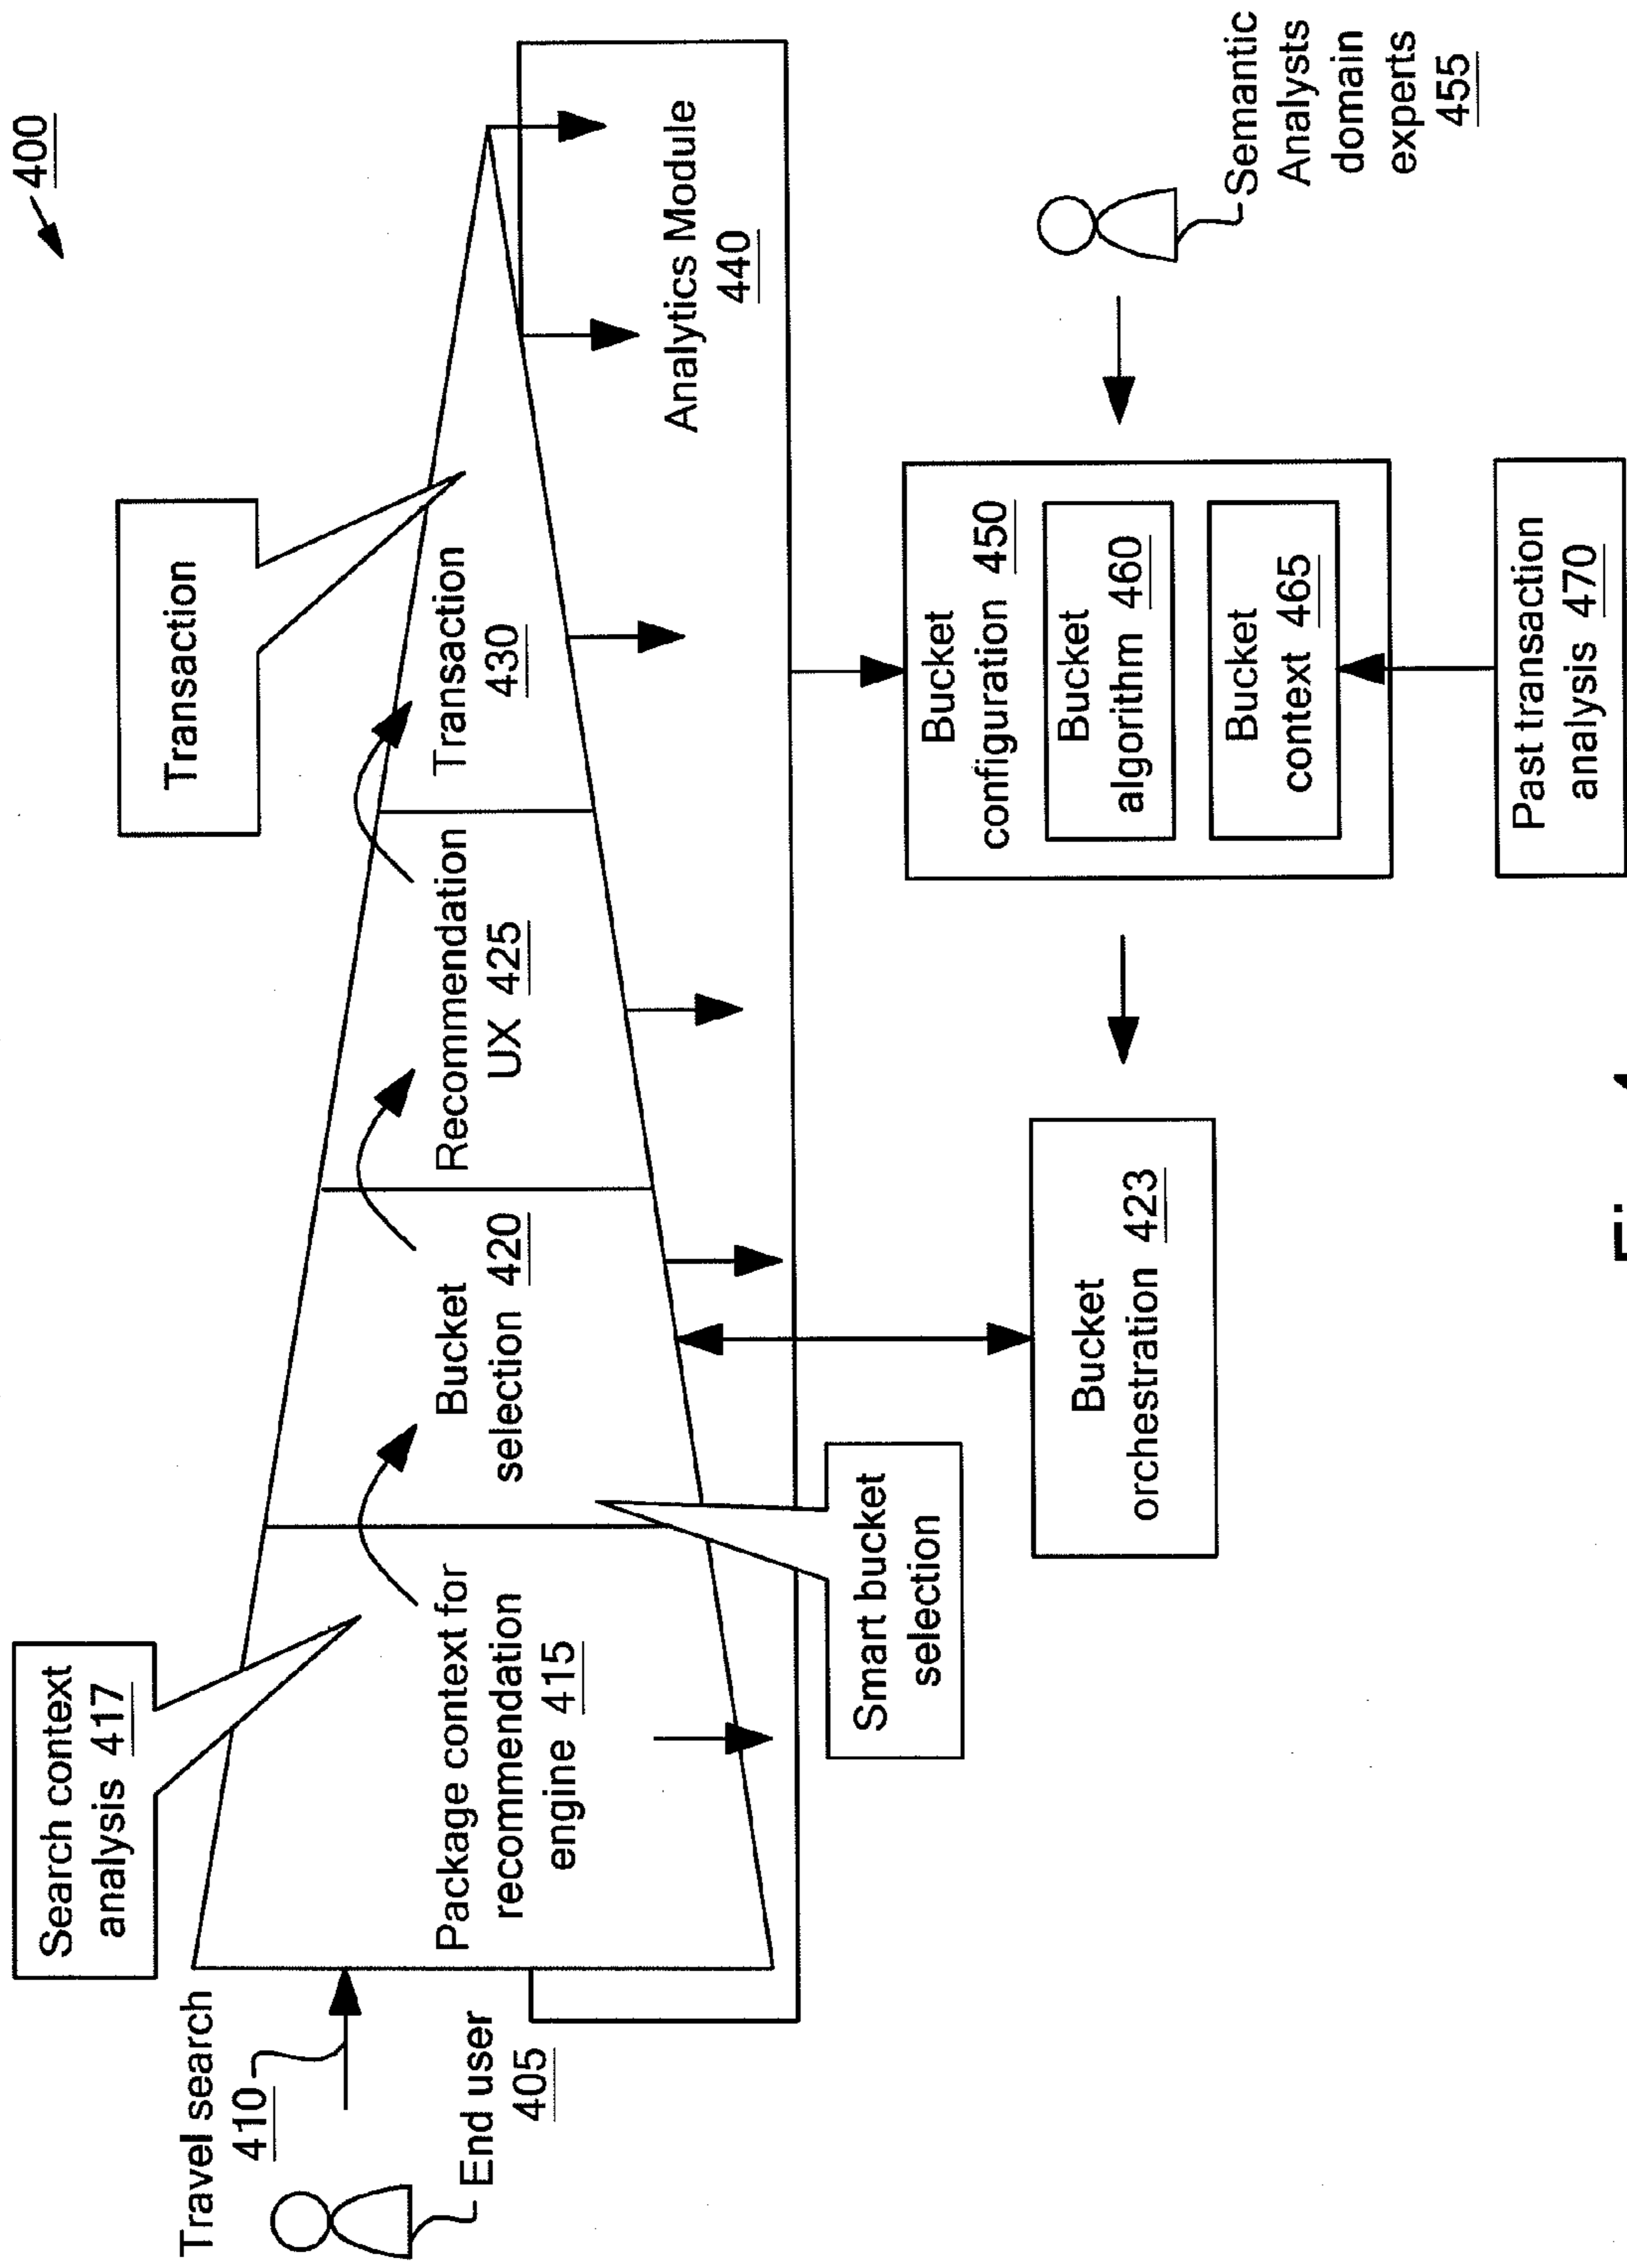 400
Search context
analysis 417
Transaction
Travel search
410
End user
405
Package context for
recommendation
engine 415
Bucket
selection 420
Recommendation
UX 425
Transaction
430
Analytics Module
440
Smart bucket
selection
Bucket
orchestration 423
Bucket
configuration 450
Bucket
algorithm 460
Bucket
context 465
Semantic
Analysts
domain
experts
455
Past transaction
analysis 470